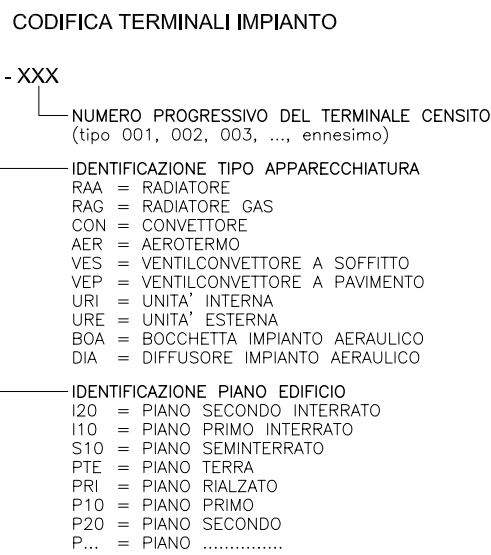 CODIFICA TERMINALI IMPIANTO
- XXX
NUMERO PROGRESSIVO DEL TERMINALE CENSITO
(tipo 001, 002, 003, ..., ennesimo)
IDENTIFICAZIONE TIPO APPARECCHIATURA
RAA = RADIATORE
RAG = RADIATORE GAS
CON = CONVETTORE
AER = AEROTERMO
VES = VENTILCONVETTORE A SOFFITTO
VEP = VENTILCONVETTORE A PAVIMENTO
URI = UNITA' INTERNA
URE = UNITA' ESTERNA
BOA = BOCCHETTA IMPIANTO AERAULICO
DIA = DIFFUSORE IMPIANTO AERAULICO
IDENTIFICAZIONE PIANO EDIFICIO
I20 = PIANO SECONDO INTERRATO
I10 = PIANO PRIMO INTERRATO
S10 = PIANO SEMINTERRATO
PTE = PIANO TERRA
PRI = PIANO RIALZATO
P10 = PIANO PRIMO
P20 = PIANO SECONDO
P... = PIANO ...............